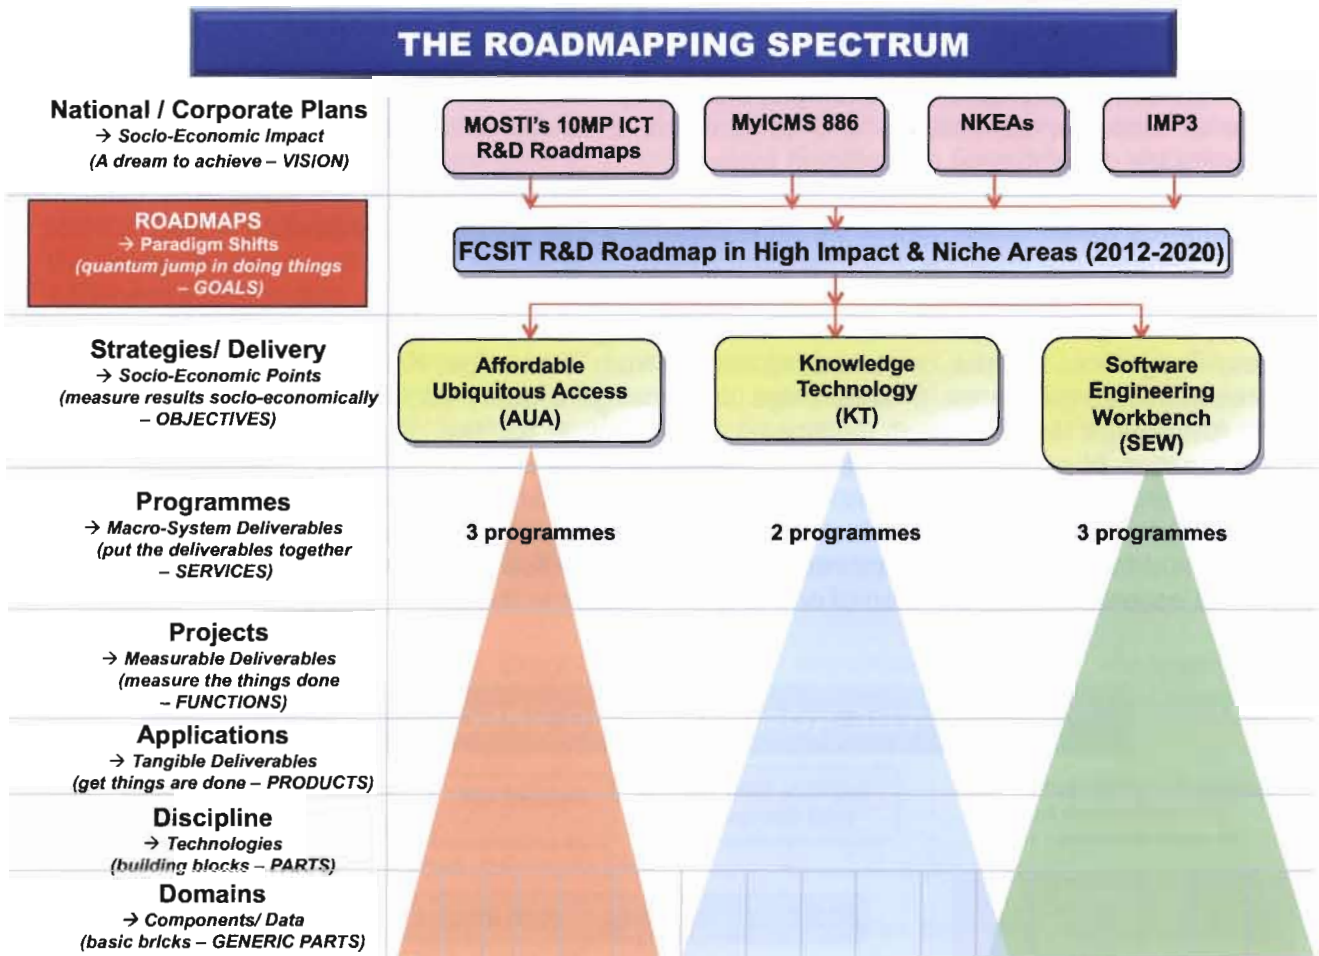 THE ROADMAPPING SPECTRUM
National / Corporate Plans
→ Socio-Economic Impact
(A dream to achieve – VISION)
MOSTI's 10MP ICT
R&D Roadmaps
MyICMS 886
NKEAs
IMP3
ROADMAPS
→ Paradigm Shifts
(quantum jump in doing things
– GOALS)
FCSIT R&D Roadmap in High Impact & Niche Areas (2012-2020)
Strategies/ Delivery
→ Socio-Economic Points
(measure results socio-economically
– OBJECTIVES)
Affordable
Ubiquitous Access
(AUA)
Knowledge
Technology
(KT)
Software
Engineering
Workbench
(SEW)
Programmes
→ Macro-System Deliverables
(put the deliverables together
– SERVICES)
3 programmes
2 programmes
3 programmes
Projects
→ Measurable Deliverables
(measure the things done
– FUNCTIONS)
Applications
→ Tangible Deliverables
(get things are done – PRODUCTS)
Discipline
→ Technologies
(building blocks – PARTS)
Domains
→ Components/ Data
(basic bricks – GENERIC PARTS)